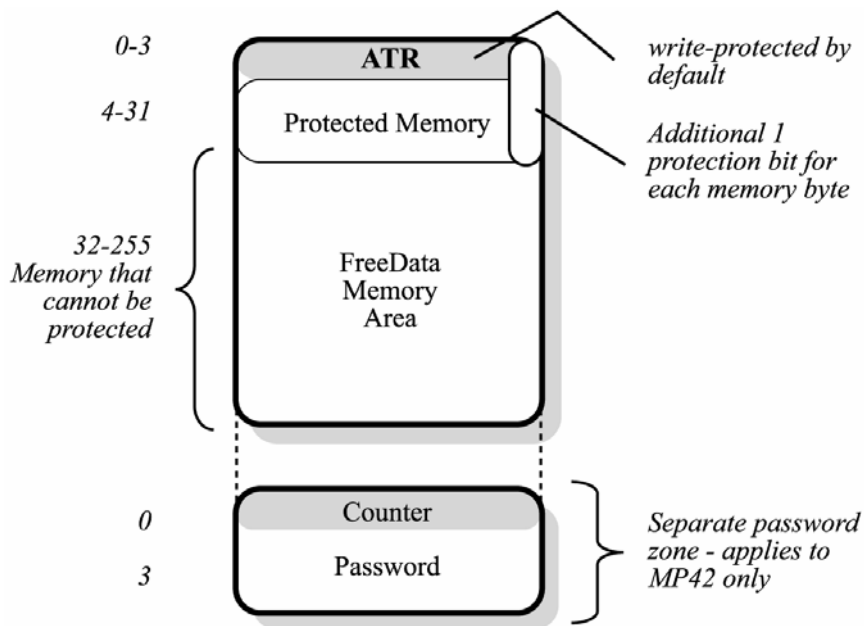 0-3
ATR
write-protected by
default
4-31
Protected Memory
Additional 1
protection bit for
each memory byte
32-255
Memory that
cannot be
protected
FreeData
Memory
Area
0
Counter
3
Password
Separate password
zone - applies to
MP42 only